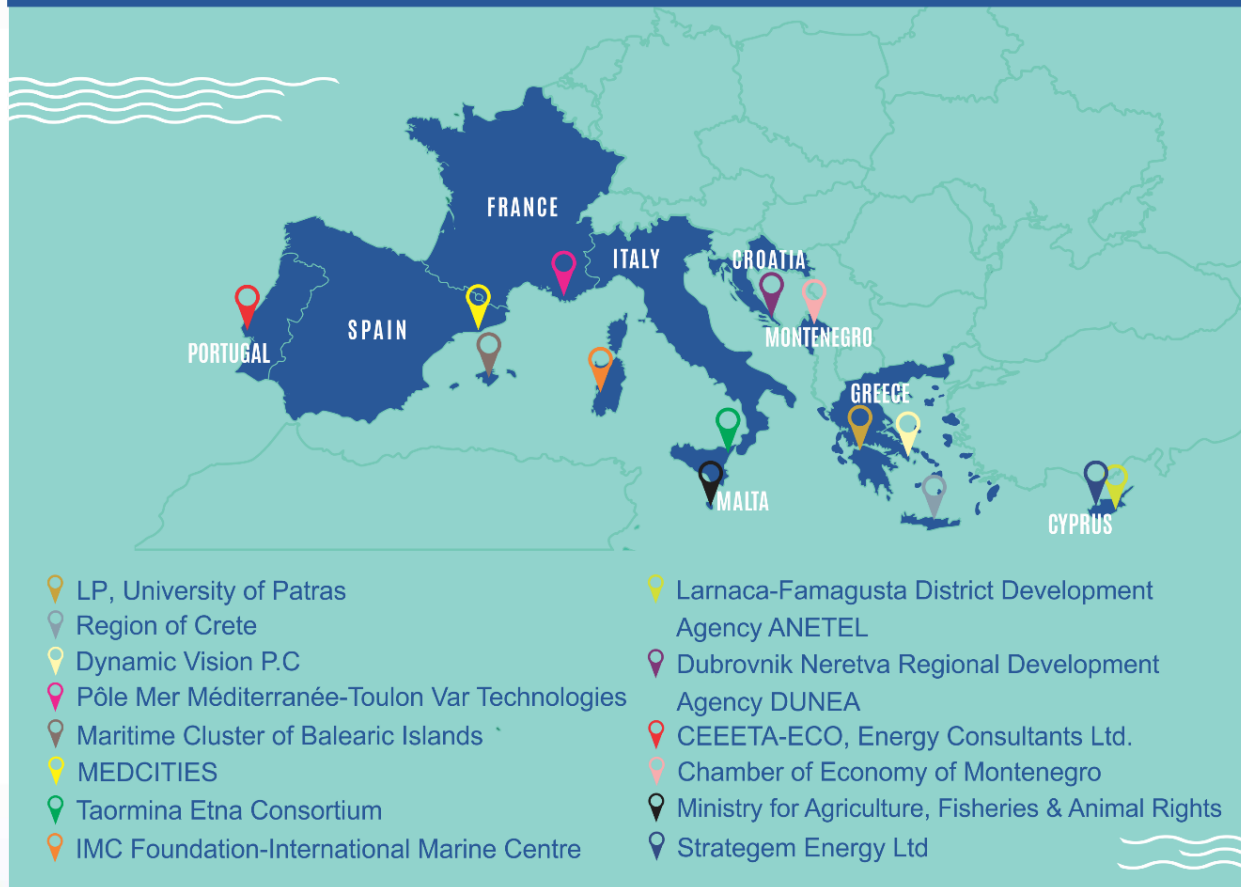 FRANCE
ITALY
CROATIA
SPAIN
PORTUGAL
MONTENEGRO
GREECE
MALTA
CYPRUS
LP, University of Patras
Region of Crete
Dynamic Vision P.C
Pôle Mer Méditerranée-Toulon Var Technologies
Maritime Cluster of Balearic Islands
MEDCITIES
Taormina Etna Consortium
IMC Foundation-International Marine Centre
Larnaca-Famagusta District Development
Agency ANETEL
Dubrovnik Neretva Regional Development
Agency DUNEA
CEEETA-ECO, Energy Consultants Ltd.
Chamber of Economy of Montenegro
Ministry for Agriculture, Fisheries & Animal Rights
Strategem Energy Ltd